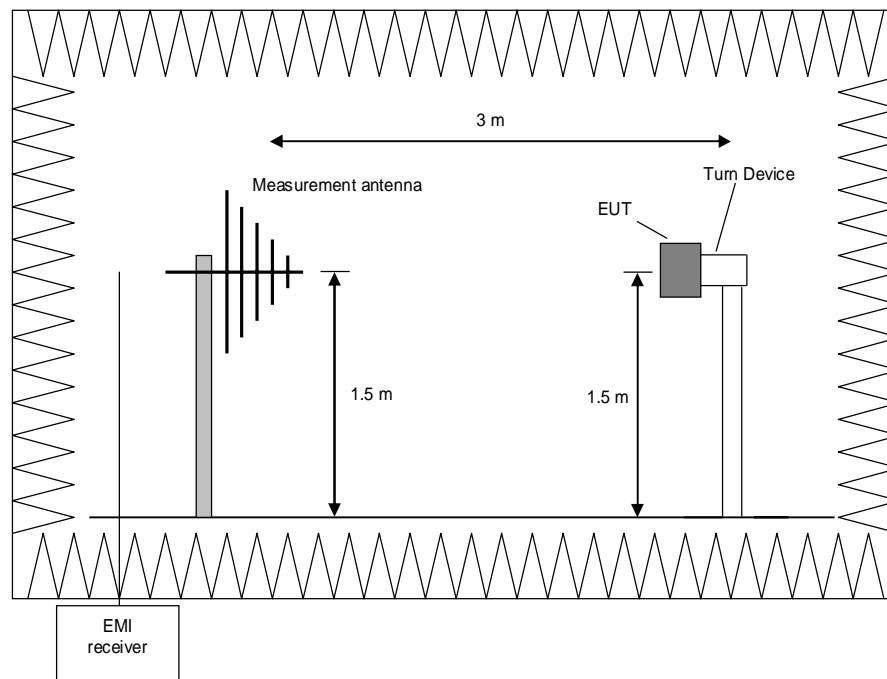 3 m
Measurement antenna
Turn Device
EUT
1.5 m
1.5 m
EMI
receiver